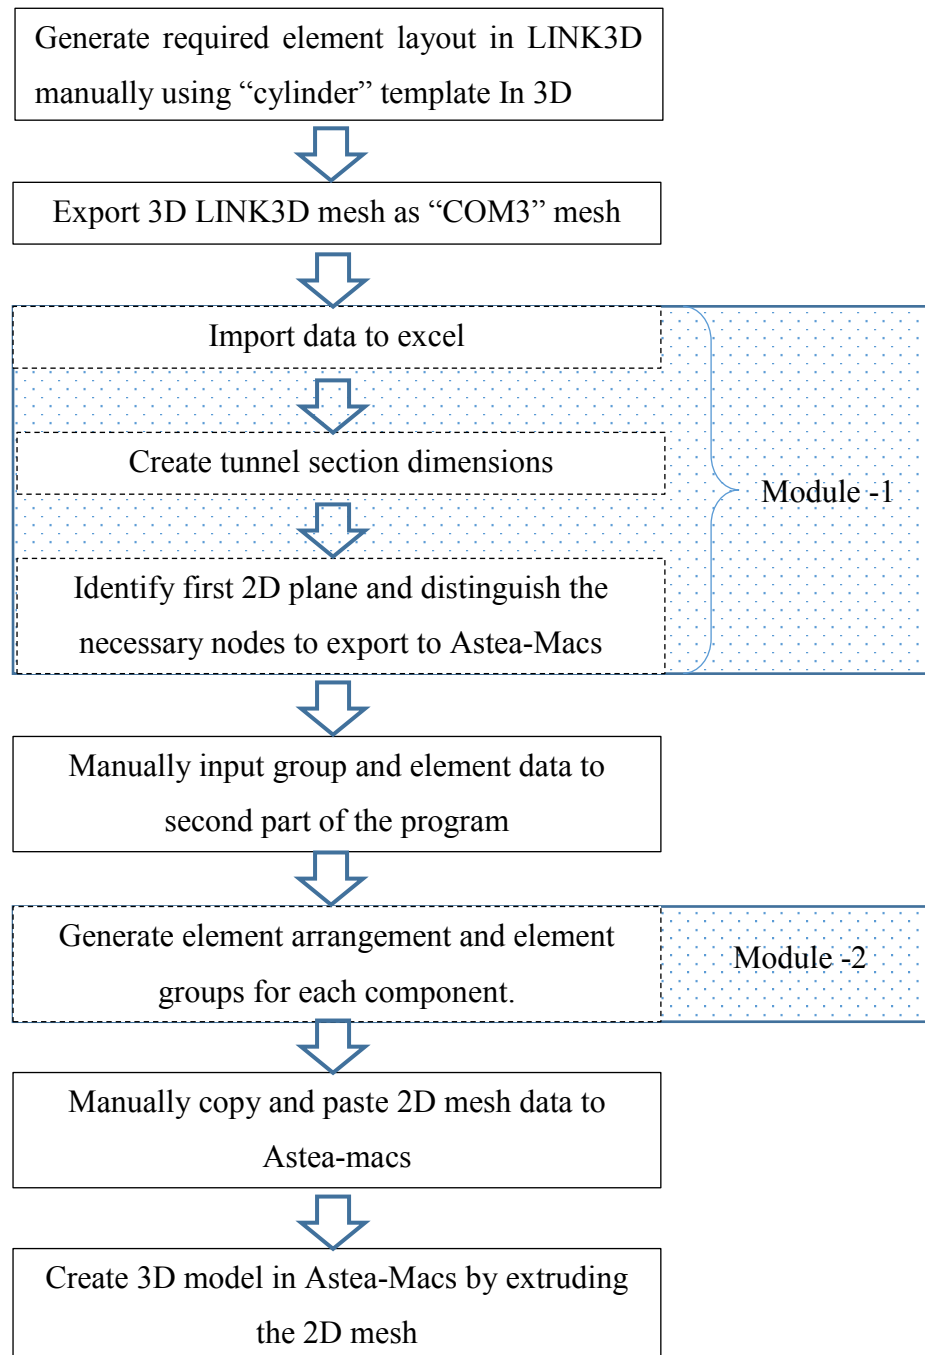 Generate required element layout in LINK3D
manually using “cylinder” template In 3D
Export 3D LINK3D mesh as “COM3” mesh
Import data to excel
Create tunnel section dimensions
Module -1
Identify first 2D plane and distinguish the
necessary nodes to export to Astea-Macs
Manually input group and element data to
second part of the program
Generate element arrangement and element
groups for each component.
Module -2
Manually copy and paste 2D mesh data to
Astea-macs
Create 3D model in Astea-Macs by extruding
the 2D mesh